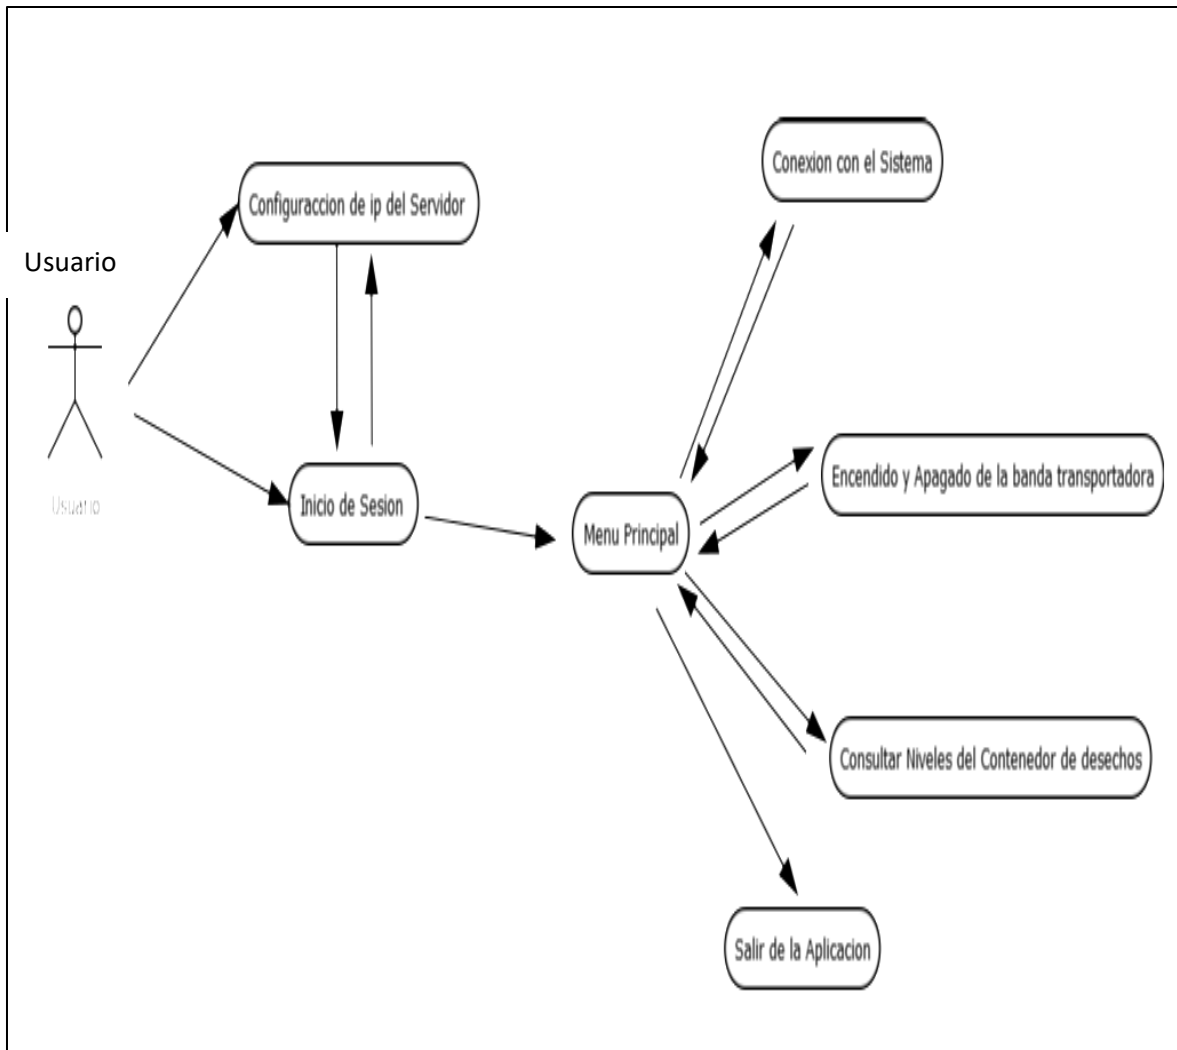 Conexion con el Sistema
Configuraccion de ip del Servidor
Usuario
Encendido y Apagado de la banda transportadora
Usuario
Inicio de Sesion
Menu Principal
Consultar Niveles del Contenedor de desechos
Salir de la Aplicacion